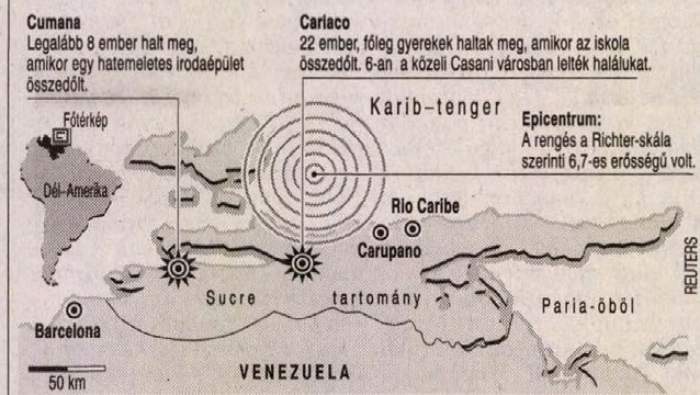 Cumana
Legalább 8 ember halt meg,
amikor egy hatemeletes irodaépület
összedőlt.
Cariaco
22 ember, főleg gyerekek haltak meg, amikor az iskola
összedőlt. 6-an a közeli Casani városban lelték halálukat.
Karib-tenger
Epicentrum:
A rengés a Richter-skála
szerinti 6,7-es erősségű volt.
Főtérkép
Dél-Amerika
Rio Caribe
Carupano
Sucre tartomány
Paria-öböl
Barcelona
VENEZUELA
50 km
REUTERS